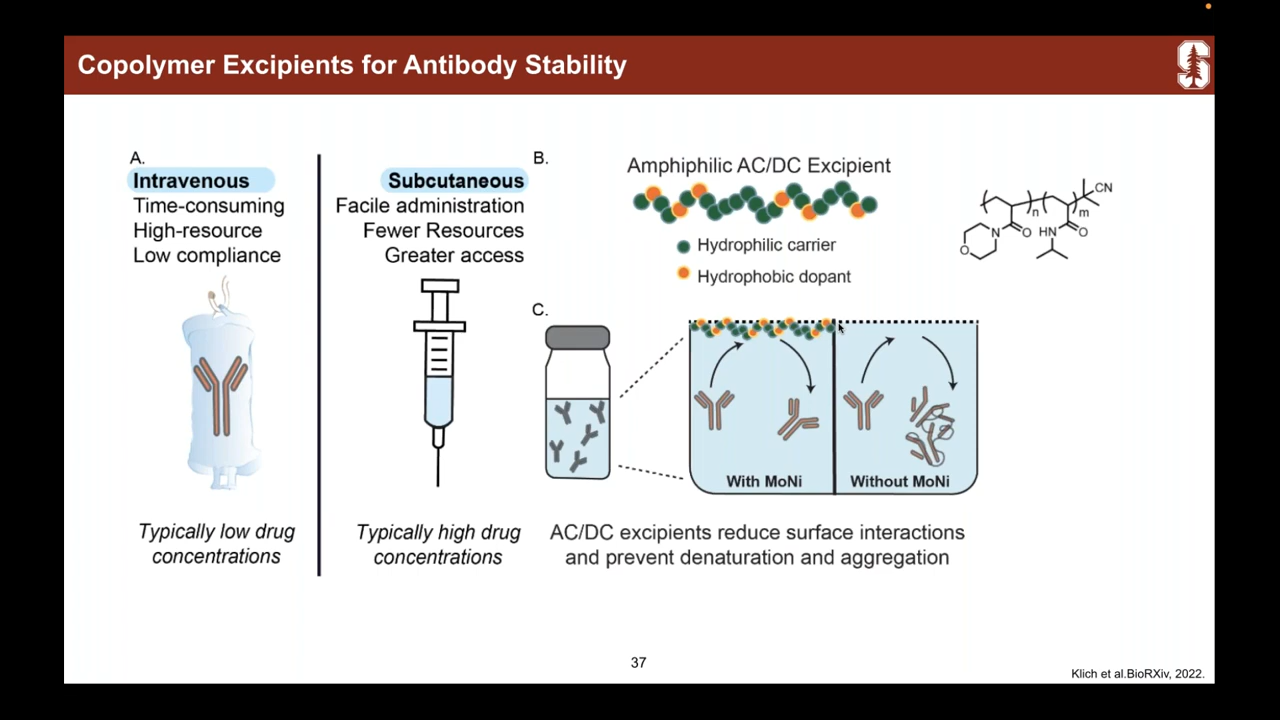 Copolymer Excipients for Antibody Stability
A.
Intravenous
Time-consuming
High-resource
Low compliance
Typically low drug
concentrations
Subcutaneous
Facile administration
Fewer Resources
Greater access
Typically high drug
concentrations
B.
Amphiphilic AC/DC Excipient
Hydrophilic carrier
Hydrophobic dopant
CN
n
m
N
O
HN
O
O
C.
With MoNi
Without MoNi
AC/DC excipients reduce surface interactions
and prevent denaturation and aggregation
37
Klich et al.BioRXiv, 2022.